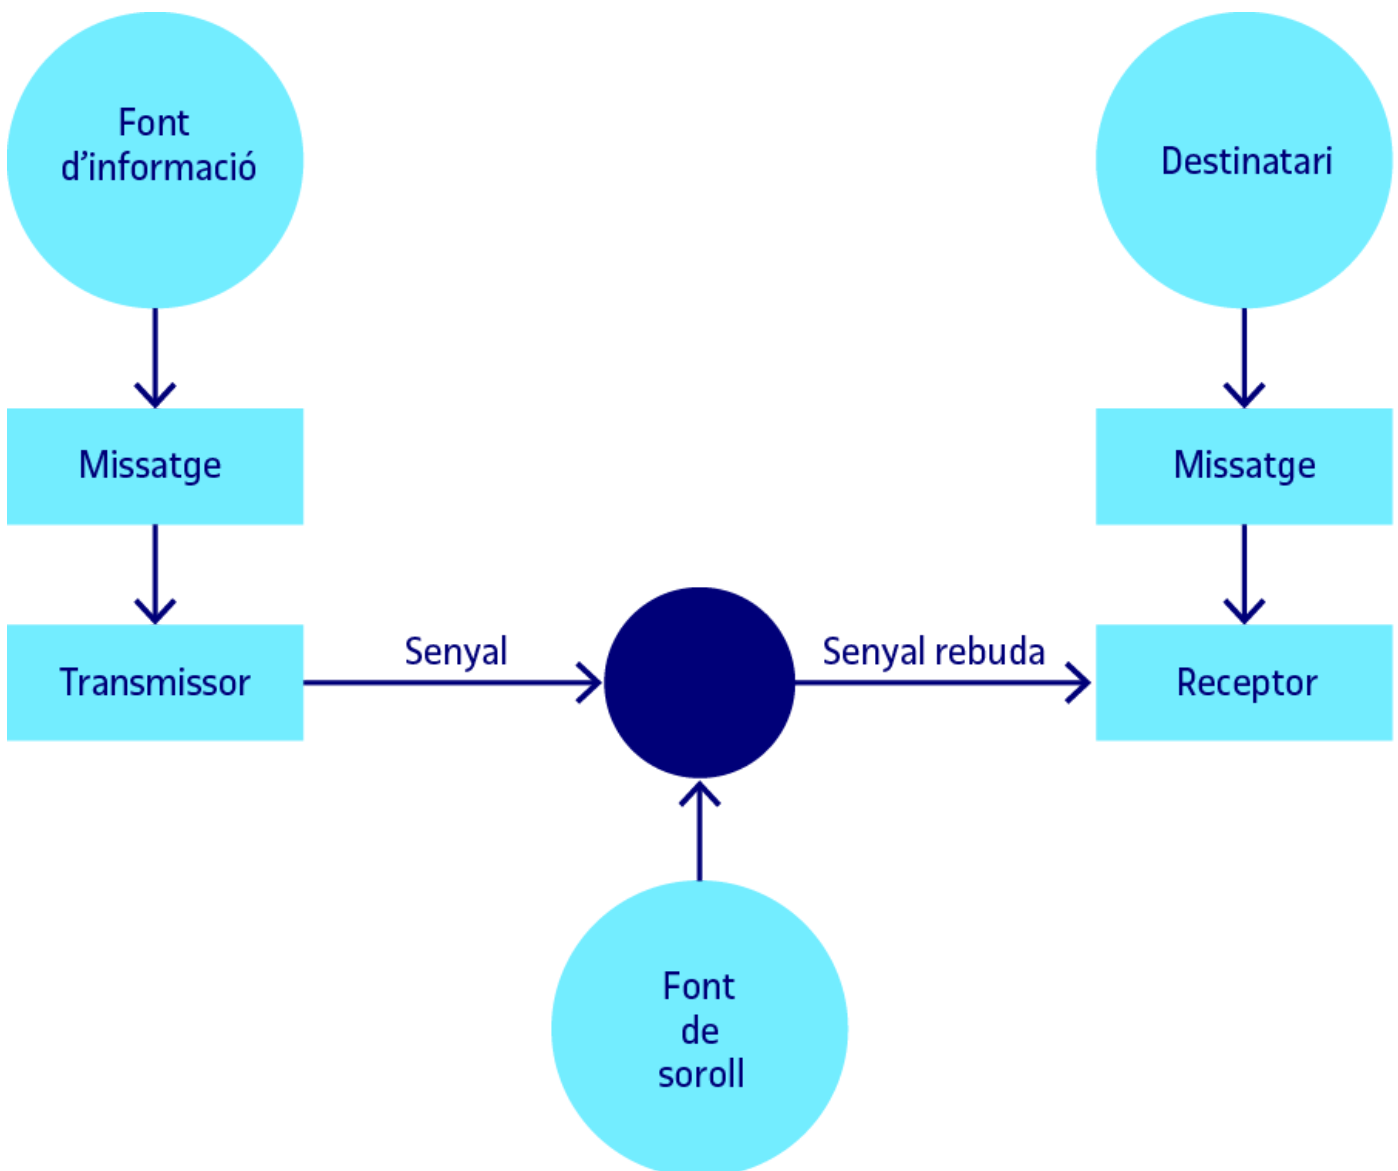 Font
d’informació
Destinatari
Missatge
Missatge
Transmissor
Senyal
Senyal rebuda
Receptor
Font
de
soroll